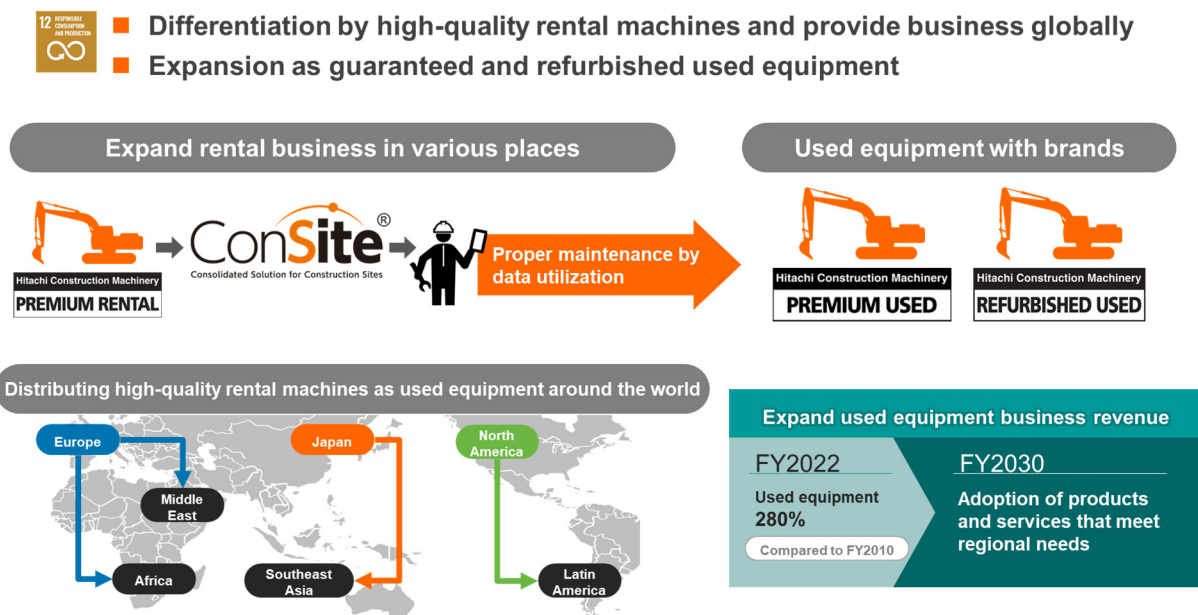 12 RESPONSIBLE
CONSUMPTION
AND PRODUCTION
Differentiation by high-quality rental machines and provide business globally
Expansion as guaranteed and refurbished used equipment
Expand rental business in various places
Used equipment with brands
Hitachi Construction Machinery
PREMIUM RENTAL
ConSite®
Consolidated Solution for Construction Sites
Proper maintenance by
data utilization
Hitachi Construction Machinery
PREMIUM USED
Hitachi Construction Machinery
REFURBISHED USED
Distributing high-quality rental machines as used equipment around the world
Europe
Japan
North
America
Middle
East
Africa
Southeast
Asia
Latin
America
Expand used equipment business revenue
FY2022
Used equipment
280%
Compared to FY2010
FY2030
Adoption of products
and services that meet
regional needs